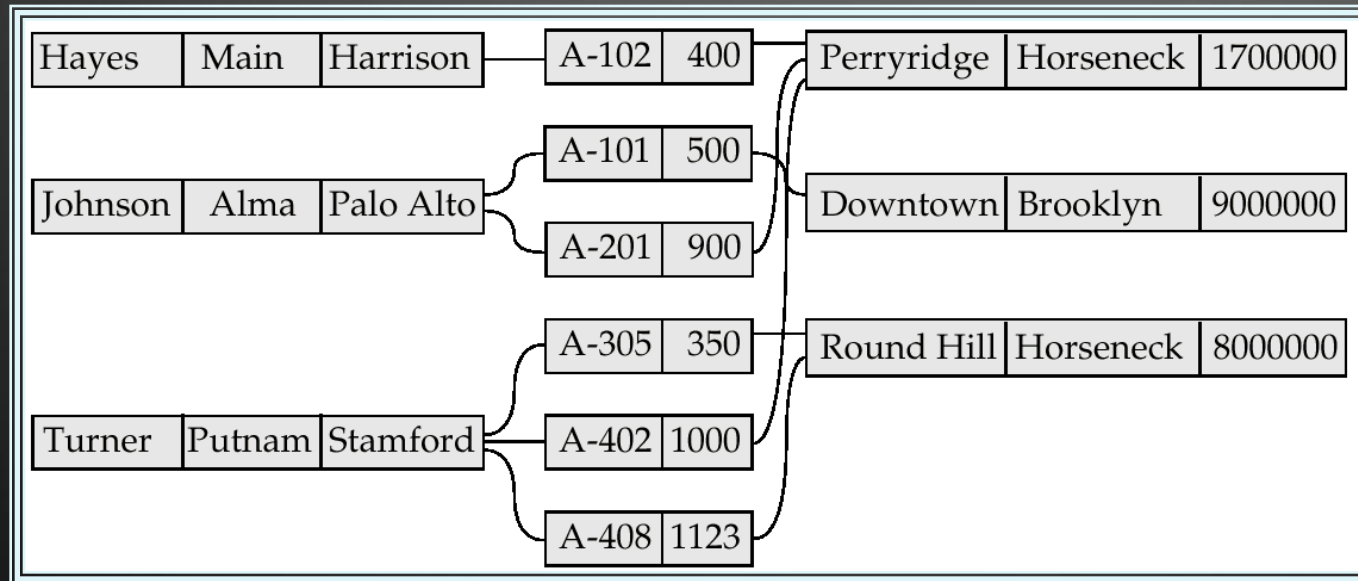 Hayes Main Harrison
A-102 400
Perryridge Horseneck 1700000
A-101 500
Johnson Alma Palo Alto
Downtown Brooklyn 9000000
A-201 900
A-305 350
Round Hill Horseneck 8000000
Turner Putnam Stamford
A-402 1000
A-408 1123